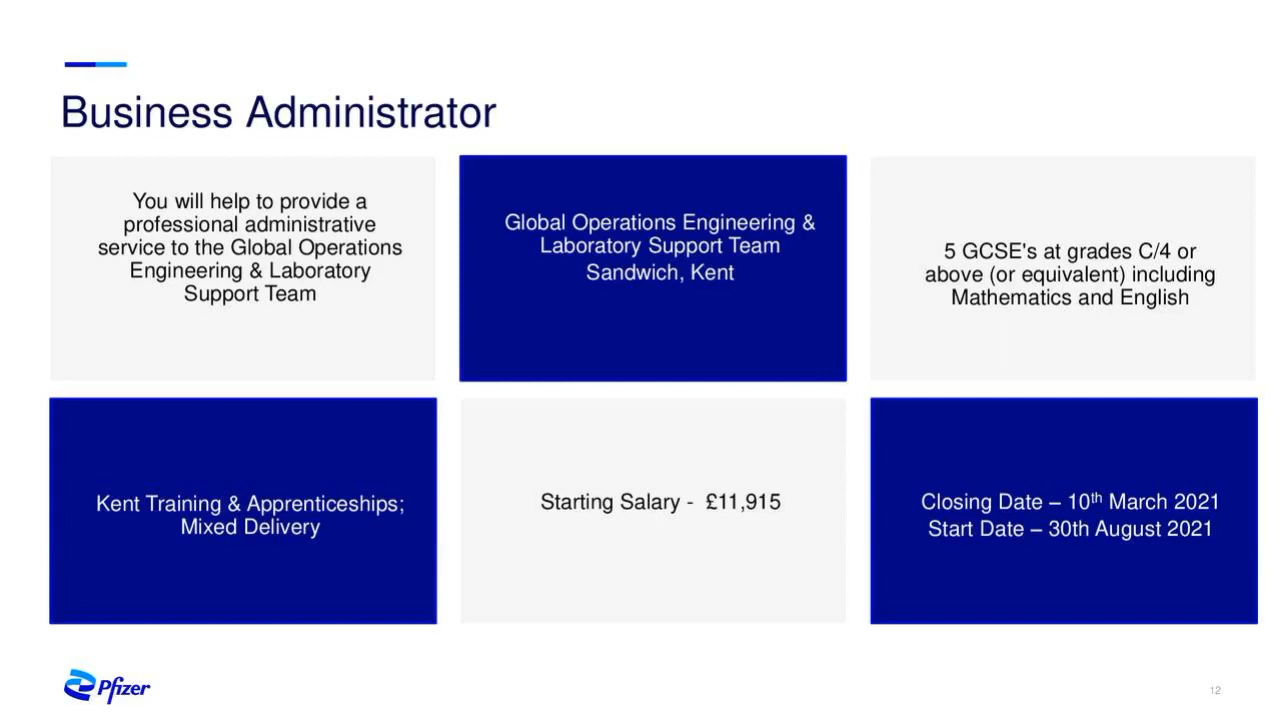 Business Administrator
You will help to provide a
professional administrative
service to the Global Operations
Engineering & Laboratory
Support Team
Global Operations Engineering &
Laboratory Support Team
Sandwich, Kent
5 GCSE's at grades C/4 or
above (or equivalent) including
Mathematics and English
Kent Training & Apprenticeships;
Mixed Delivery
Starting Salary -  £11,915
Closing Date – 10th March 2021
Start Date – 30th August 2021
Pfizer
12